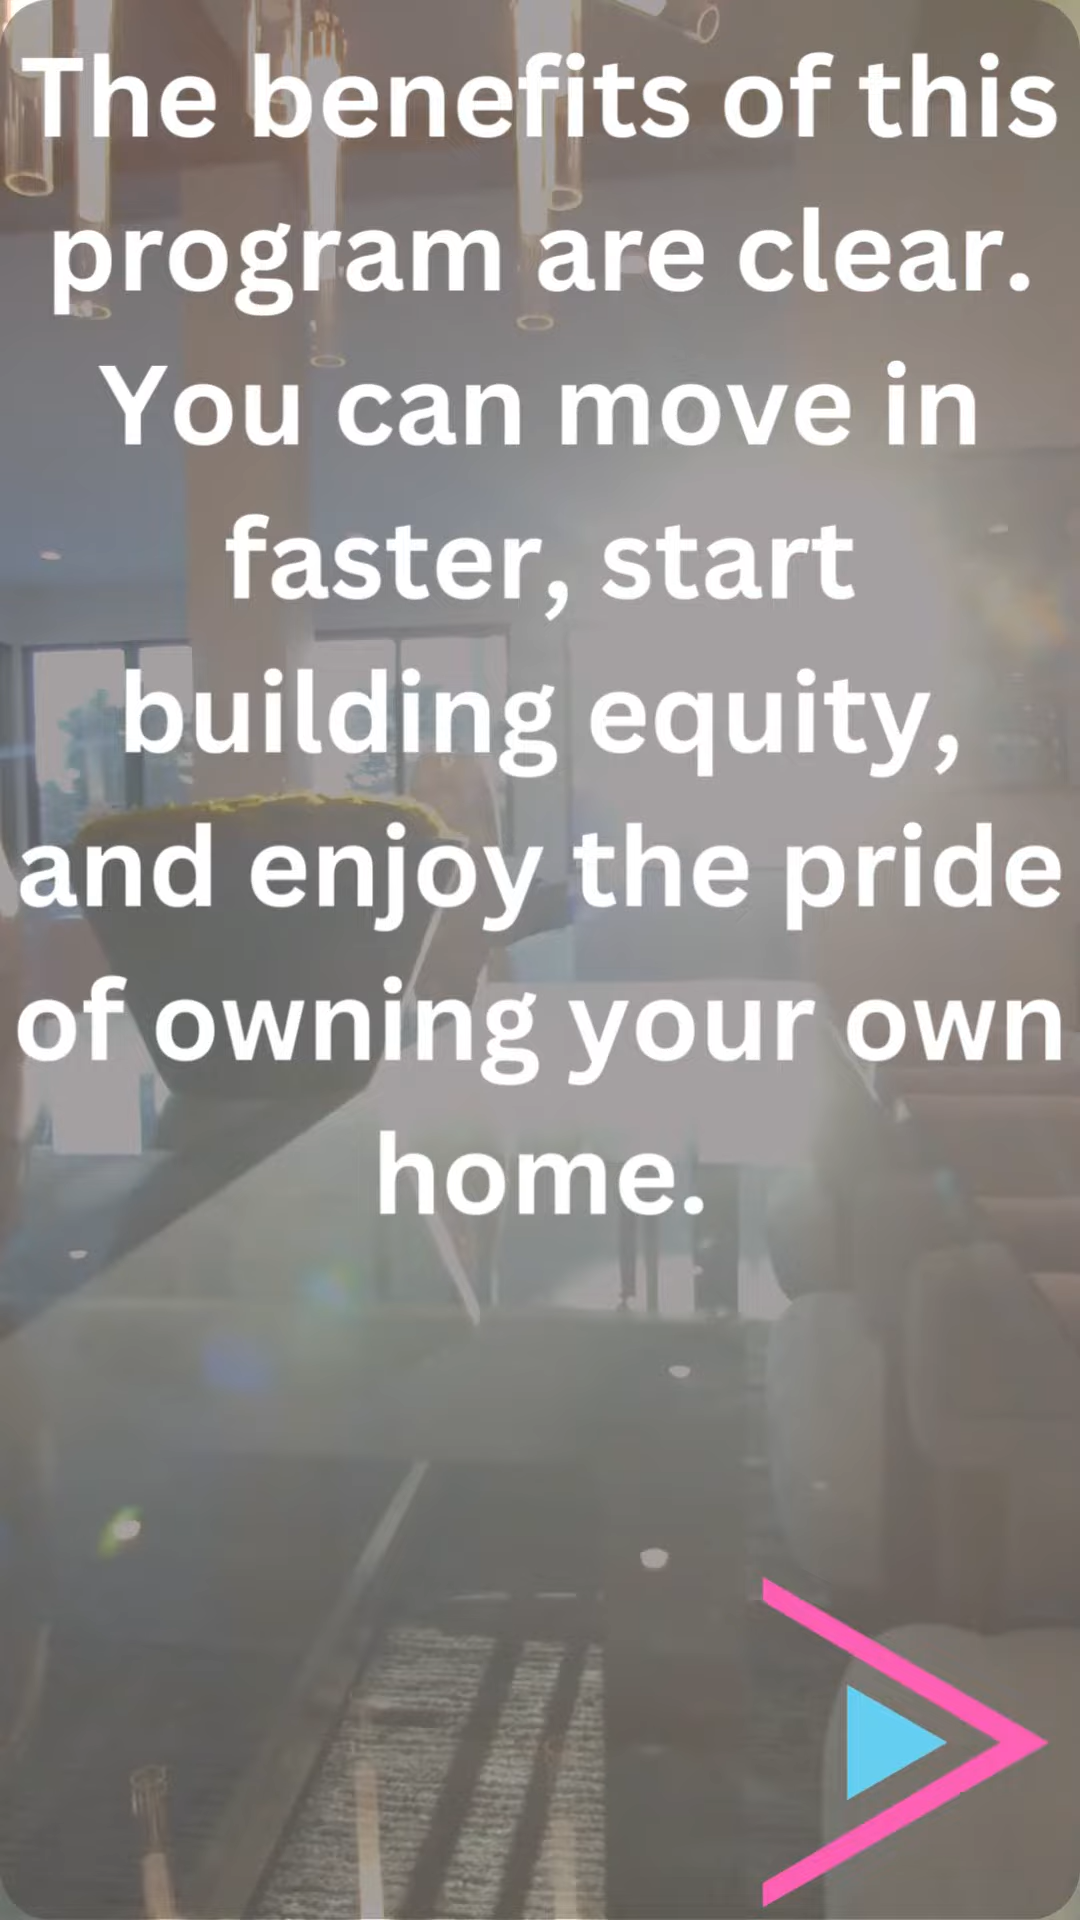 The benefits of this
program are clear.
You can move in
faster, start
building equity,
and enjoy the pride
of owning your own
home.